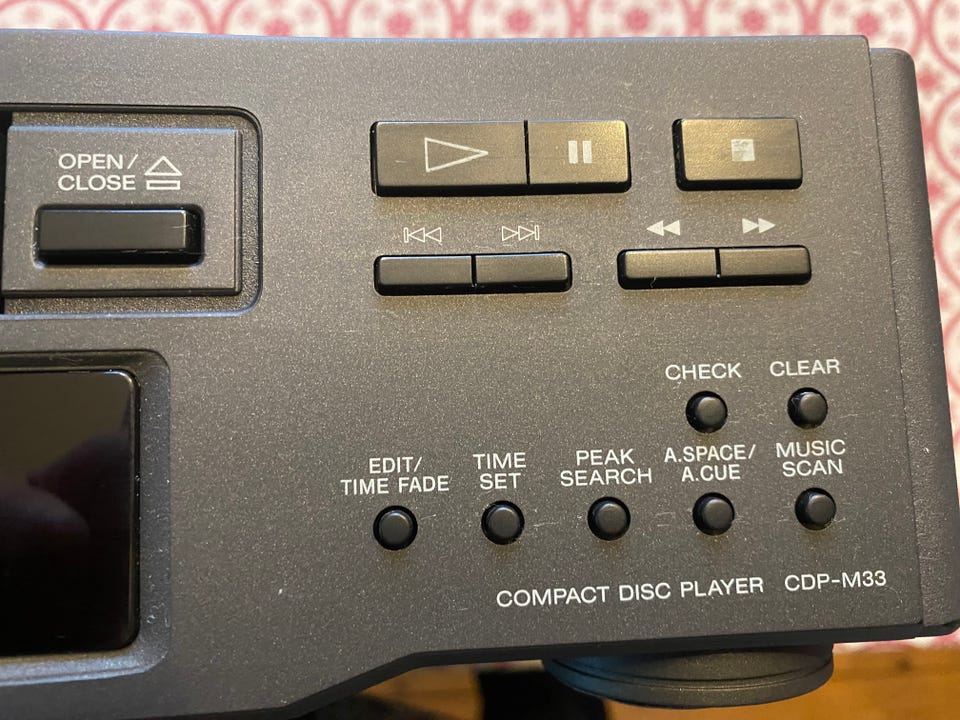 OPEN/
CLOSE
CHECK
CLEAR
EDIT/
TIME FADE
TIME
SET
PEAK
SEARCH
A.SPACE/
A.CUE
MUSIC
SCAN
COMPACT DISC PLAYER CDP-M33